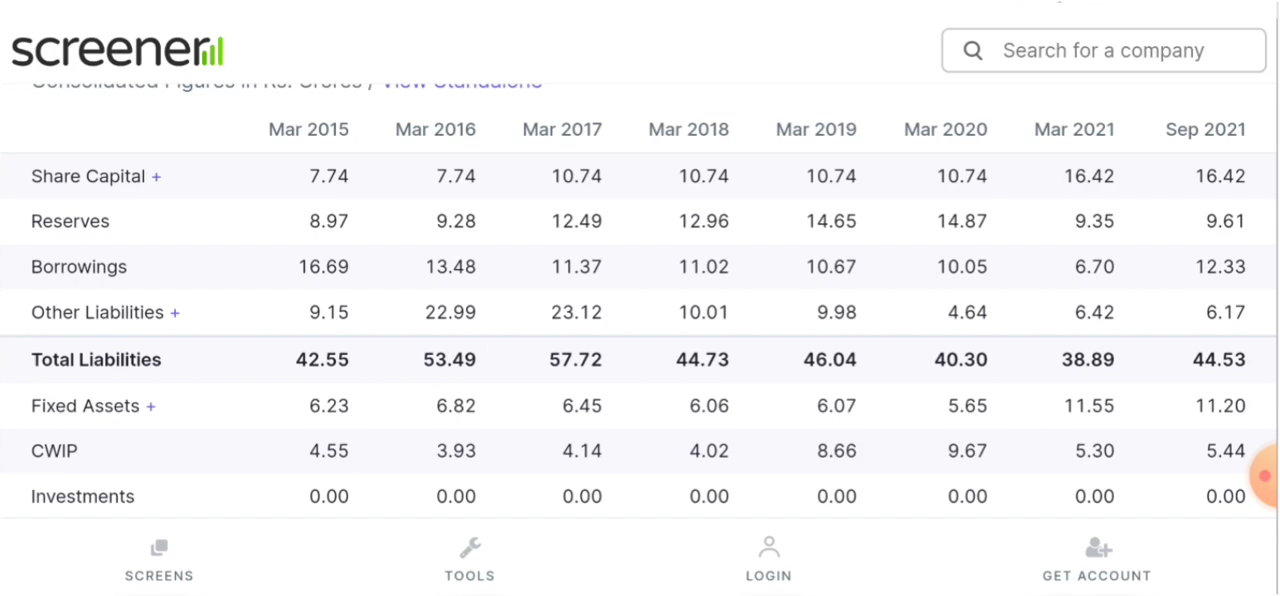 screener
Search for a company
Consolidated Figures in Rs. Crores / View Standalone
Mar 2015 Mar 2016 Mar 2017 Mar 2018 Mar 2019 Mar 2020 Mar 2021 Sep 2021
Share Capital + 7.74 7.74 10.74 10.74 10.74 10.74 16.42 16.42
Reserves 8.97 9.28 12.49 12.96 14.65 14.87 9.35 9.61
Borrowings 16.69 13.48 11.37 11.02 10.67 10.05 6.70 12.33
Other Liabilities + 9.15 22.99 23.12 10.01 9.98 4.64 6.42 6.17
Total Liabilities 42.55 53.49 57.72 44.73 46.04 40.30 38.89 44.53
Fixed Assets + 6.23 6.82 6.45 6.06 6.07 5.65 11.55 11.20
CWIP 4.55 3.93 4.14 4.02 8.66 9.67 5.30 5.44
Investments 0.00 0.00 0.00 0.00 0.00 0.00 0.00 0.00
SCREENS TOOLS LOGIN GET ACCOUNT